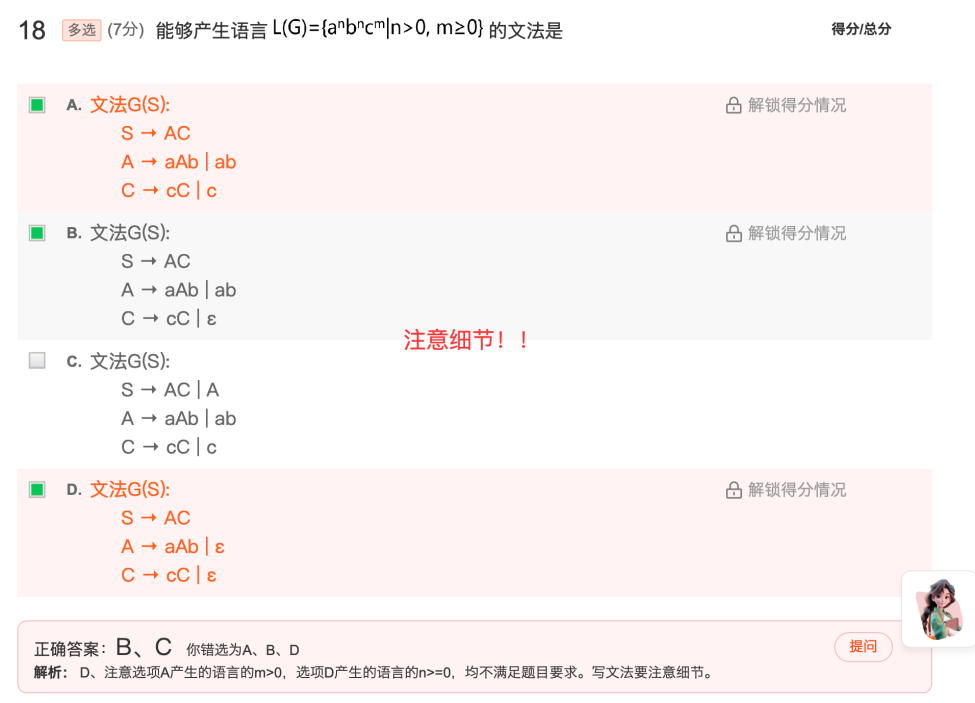 18 多选 (7分) 能够产生语言 L(G)={aⁿbⁿcᵐ|n>0, m≥0} 的文法是 得分/总分
A. 文法G(S): 解锁得分情况
S → AC
A → aAb | ab
C → cC | c
B. 文法G(S): 解锁得分情况
S → AC
A → aAb | ab
C → cC | ε
注意细节！！
C. 文法G(S):
S → AC | A
A → aAb | ab
C → cC | c
D. 文法G(S): 解锁得分情况
S → AC
A → aAb | ε
C → cC | ε
正确答案：B、C 你错选为A、B、D 提问
解析： D、注意选项A产生的语言的m>0，选项D产生的语言的n>=0，均不满足题目要求。写文法要注意细节。